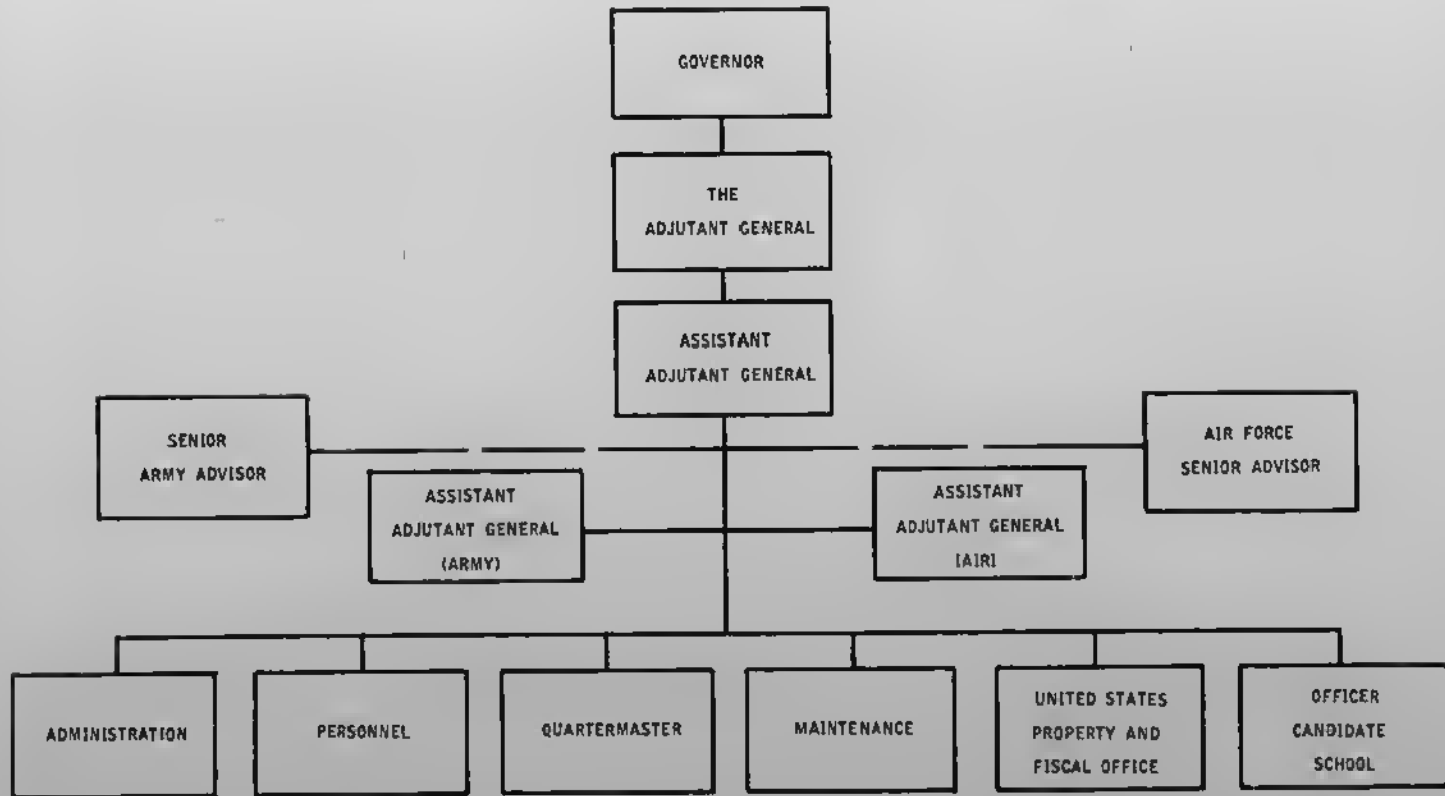 GOVERNOR
THE
ADJUTANT GENERAL
ASSISTANT
ADJUTANT GENERAL
SENIOR
ARMY ADVISOR
AIR FORCE
SENIOR ADVISOR
ASSISTANT
ADJUTANT GENERAL
(ARMY)
ASSISTANT
ADJUTANT GENERAL
[AIR]
ADMINISTRATION
PERSONNEL
QUARTERMASTER
MAINTENANCE
UNITED STATES
PROPERTY AND
FISCAL OFFICE
OFFICER
CANDIDATE
SCHOOL